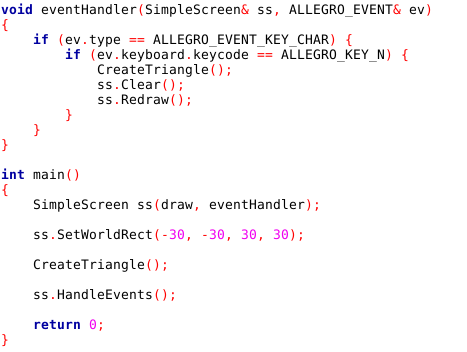 void eventHandler(SimpleScreen& ss, ALLEGRO_EVENT& ev)
{
    if (ev.type == ALLEGRO_EVENT_KEY_CHAR) {
        if (ev.keyboard.keycode == ALLEGRO_KEY_N) {
            CreateTriangle();
            ss.Clear();
            ss.Redraw();
        }
    }
}

int main()
{
    SimpleScreen ss(draw, eventHandler);

    ss.SetWorldRect(-30, -30, 30, 30);

    CreateTriangle();

    ss.HandleEvents();

    return 0;
}